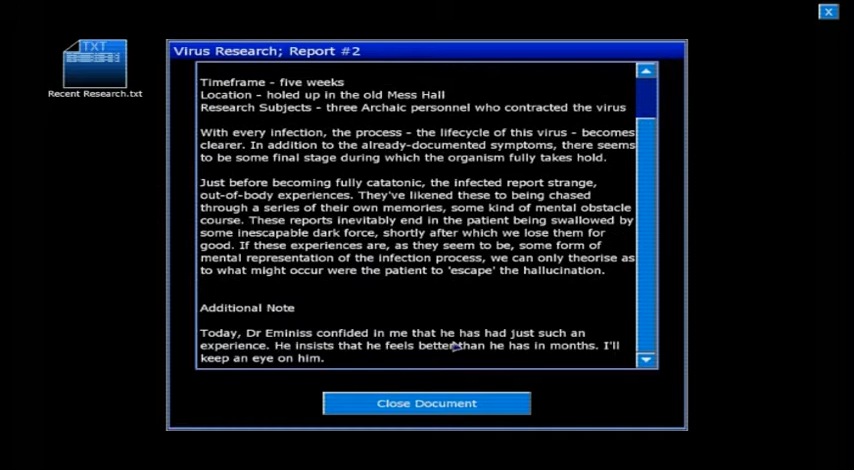 X
TXT
Recent Research.txt
Virus Research; Report #2
Timeframe - five weeks
Location - holed up in the old Mess Hall
Research Subjects - three Archaic personnel who contracted the virus
With every infection, the process - the lifecycle of this virus - becomes
clearer. In addition to the already-documented symptoms, there seems
to be some final stage during which the organism fully takes hold.
Just before becoming fully catatonic, the infected report strange,
out-of-body experiences. They've likened these to being chased
through a series of their own memories, some kind of mental obstacle
course. These reports inevitably end in the patient being swallowed by
some inescapable dark force, shortly after which we lose them for
good. If these experiences are, as they seem to be, some form of
mental representation of the infection process, we can only theorise as
to what might occur were the patient to 'escape' the hallucination.
Additional Note
Today, Dr Eminiss confided in me that he has had just such an
experience. He insists that he feels better than he has in months. I'll
keep an eye on him.
Close Document